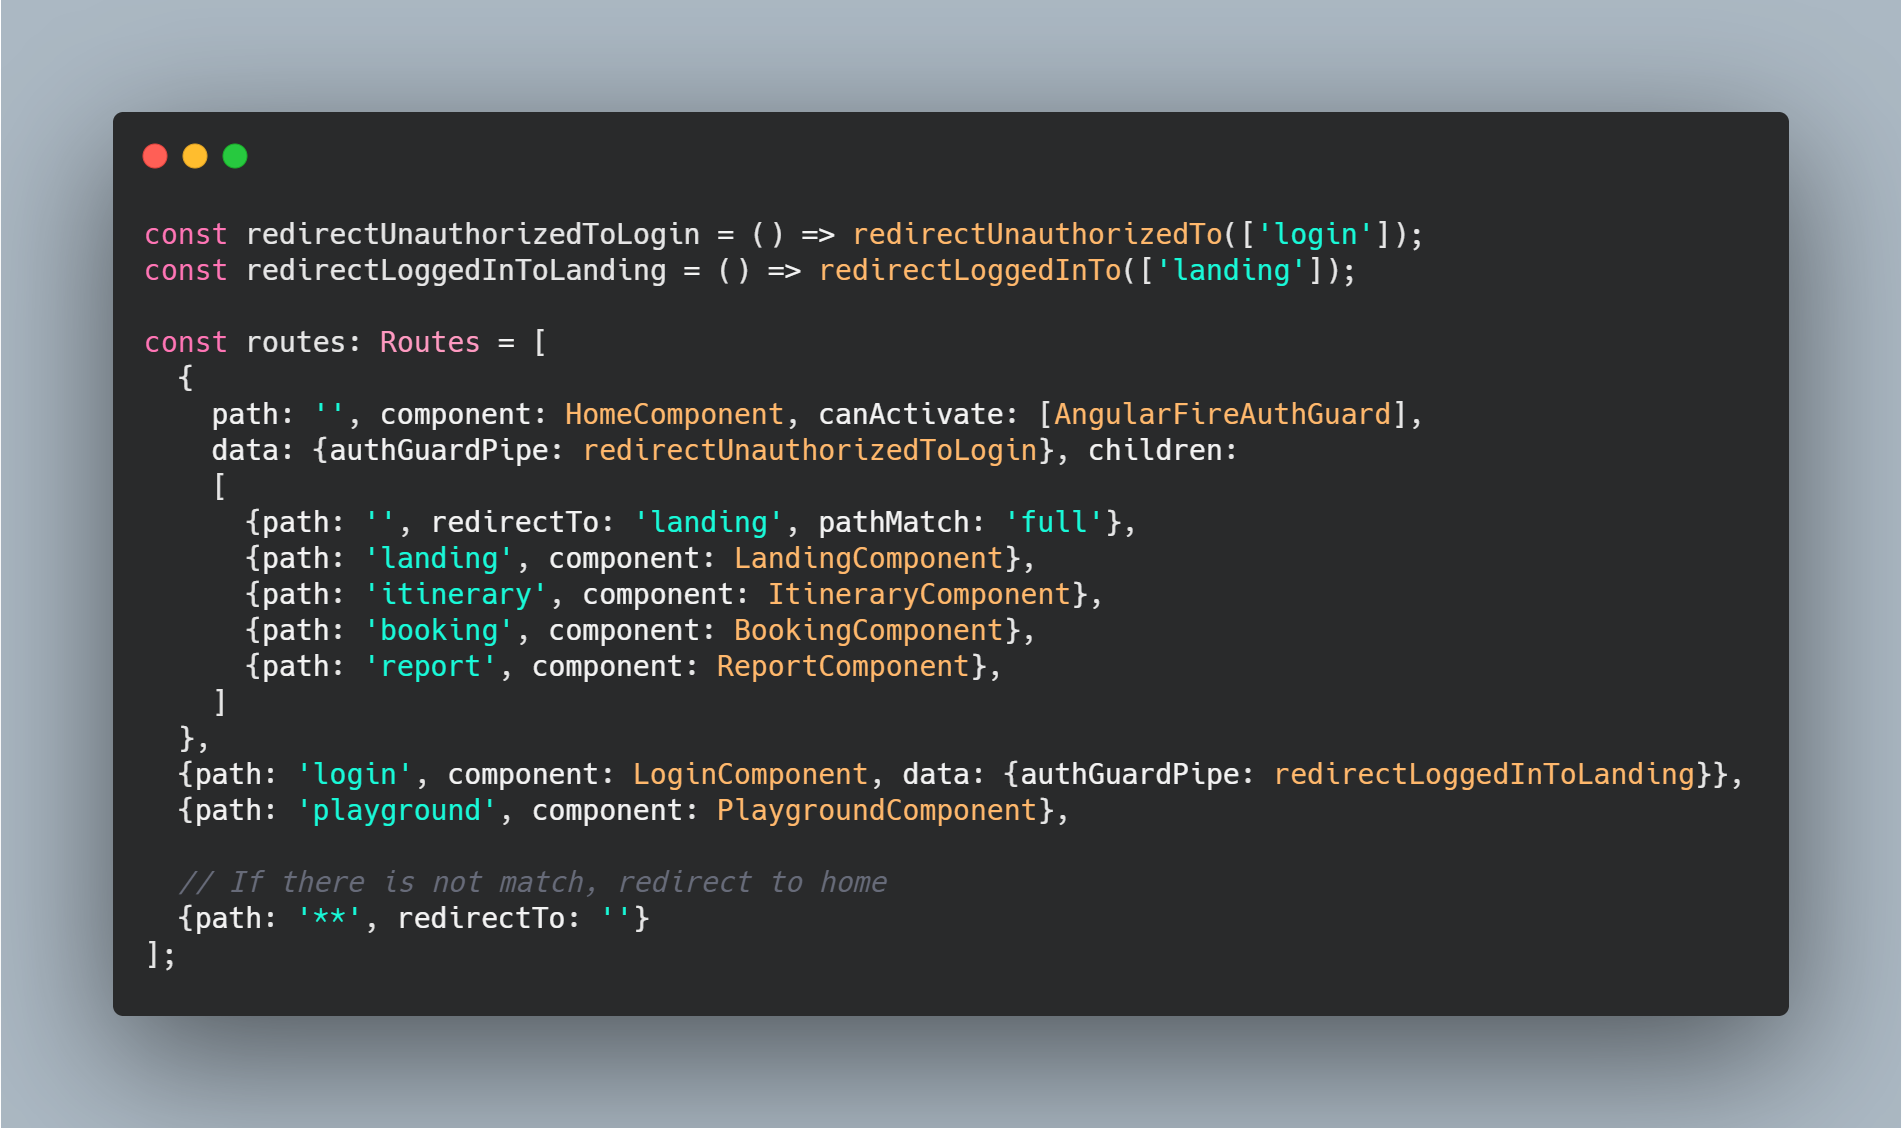 const redirectUnauthorizedToLogin = () => redirectUnauthorizedTo(['login']);
const redirectLoggedInToLanding = () => redirectLoggedInTo(['landing']);

const routes: Routes = [
  {
    path: '', component: HomeComponent, canActivate: [AngularFireAuthGuard],
    data: {authGuardPipe: redirectUnauthorizedToLogin}, children:
    [
      {path: '', redirectTo: 'landing', pathMatch: 'full'},
      {path: 'landing', component: LandingComponent},
      {path: 'itinerary', component: ItineraryComponent},
      {path: 'booking', component: BookingComponent},
      {path: 'report', component: ReportComponent},
    ]
  },
  {path: 'login', component: LoginComponent, data: {authGuardPipe: redirectLoggedInToLanding}},
  {path: 'playground', component: PlaygroundComponent},

  // If there is not match, redirect to home
  {path: '**', redirectTo: ''}
];